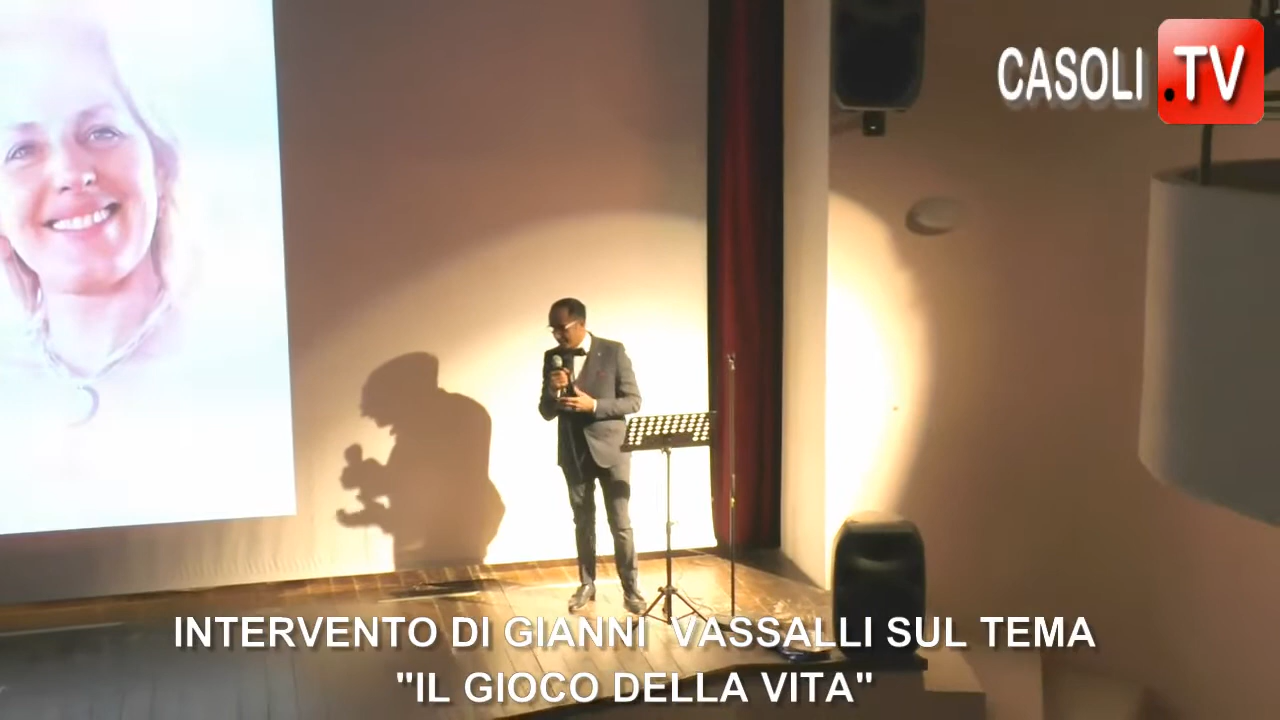 CASOLI .TV
INTERVENTO DI GIANNI VASSALLI SUL TEMA
"IL GIOCO DELLA VITA"